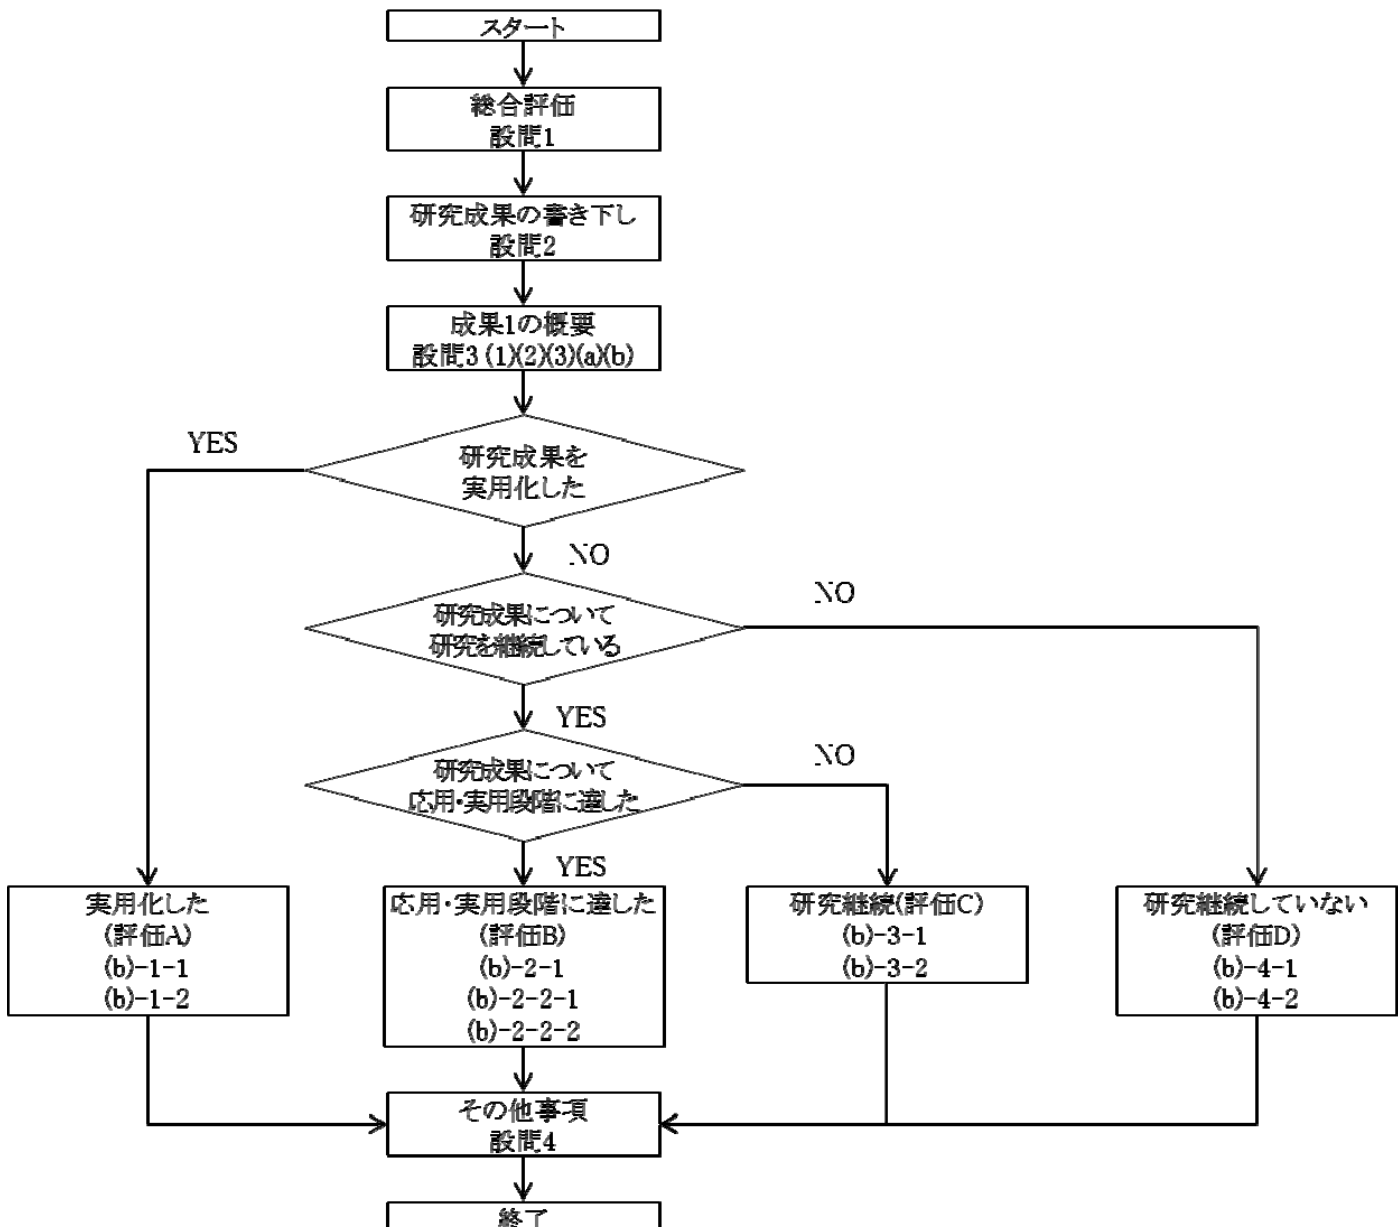 スタート
総合評価
設問1
研究成果の書き下し
設問2
成果1の概要
設問3(1)(2)(3)(a)(b)
YES
研究成果を
実用化した
NO
研究成果について
研究を継続している
NO
YES
研究成果について
応用・実用段階に達した
NO
YES
実用化した
(評価A)
(b)-1-1
(b)-1-2
応用・実用段階に達した
(評価B)
(b)-2-1
(b)-2-2-1
(b)-2-2-2
研究継続(評価C)
(b)-3-1
(b)-3-2
研究継続していない
(評価D)
(b)-4-1
(b)-4-2
その他事項
設問4
終了